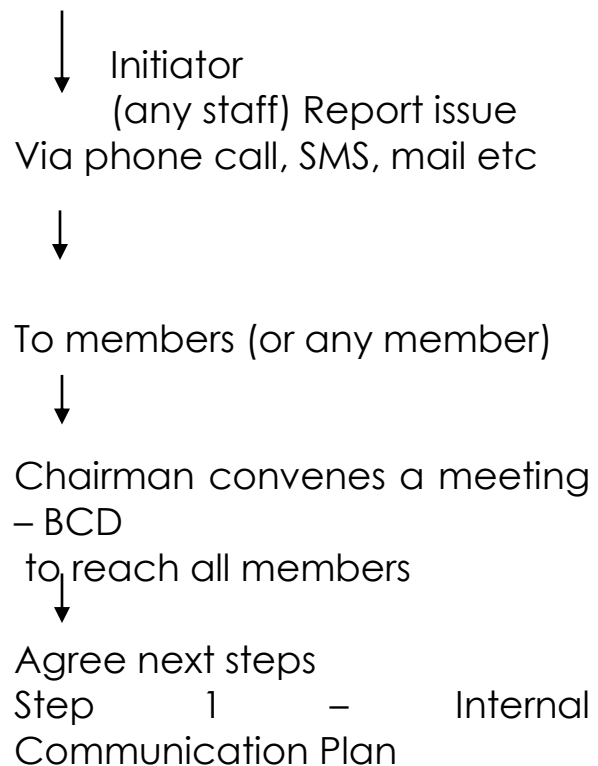 Initiator
(any staff) Report issue
Via phone call, SMS, mail etc
To members (or any member)
Chairman convenes a meeting
– BCD
to reach all members
Agree next steps
Step 1 – Internal
Communication Plan